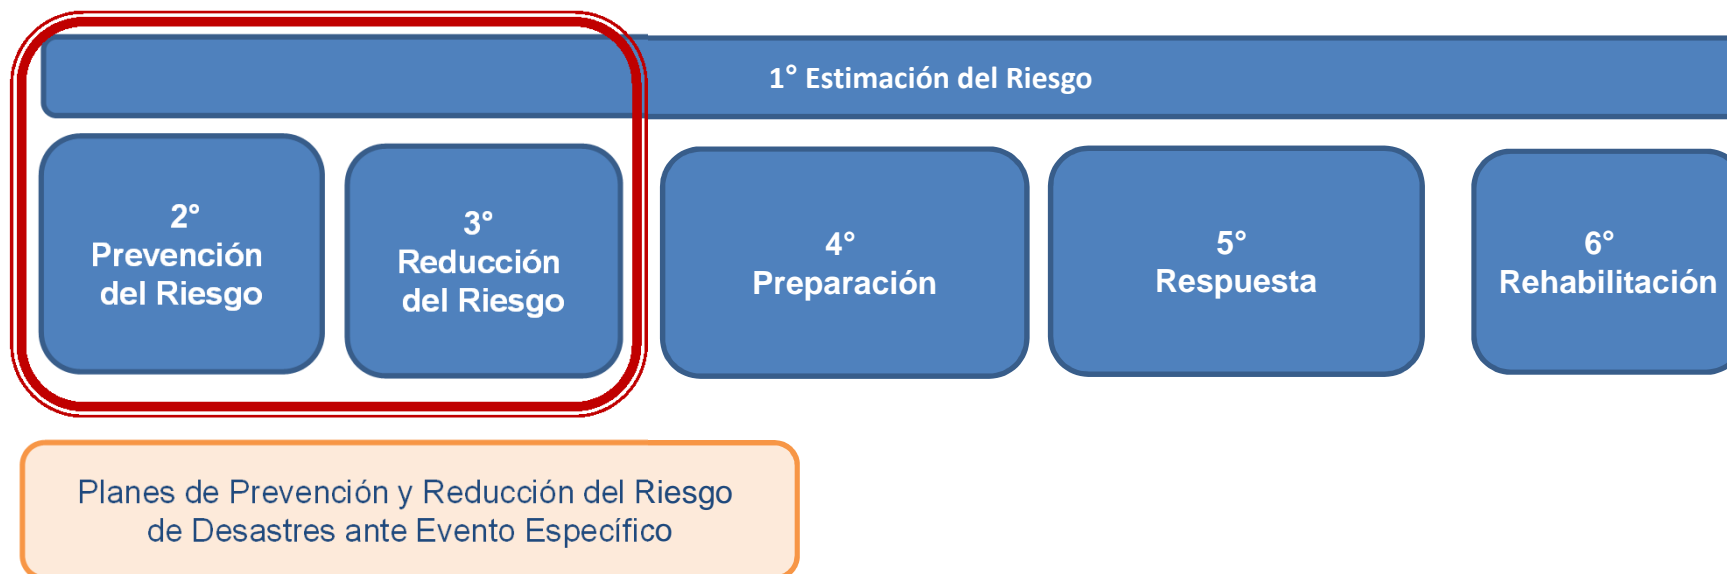 1° Estimación del Riesgo
2°
Prevención
del Riesgo
3°
Reducción
del Riesgo
4°
Preparación
5°
Respuesta
6°
Rehabilitación
Planes de Prevención y Reducción del Riesgo
de Desastres ante Evento Específico